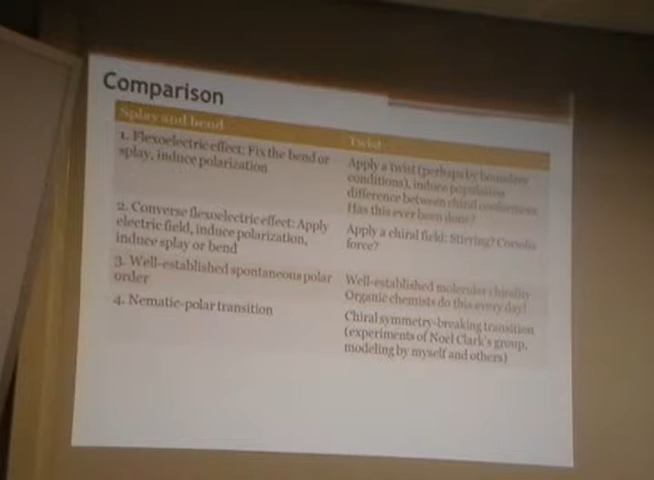 Comparison
Splay and bend
Twist
1. Flexoelectric effect: Fix the bend or
splay, induce polarization
Apply a twist (perhaps by boundary
conditions), induce population
difference between chiral conformers
Has this ever been done?
2. Converse flexoelectric effect: Apply
electric field, induce polarization,
induce splay or bend
Apply a chiral field: Stirring? Coriolis
force?
3. Well-established spontaneous polar
order
Well-established molecular chirality
Organic chemists do this every day!
4. Nematic-polar transition
Chiral symmetry-breaking transition
(experiments of Noel Clark's group,
modeling by myself and others)